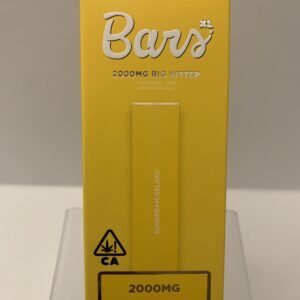 Bars XL
2000MG BIG HITTER
SUNDREAM GELATO
CA
2000MG